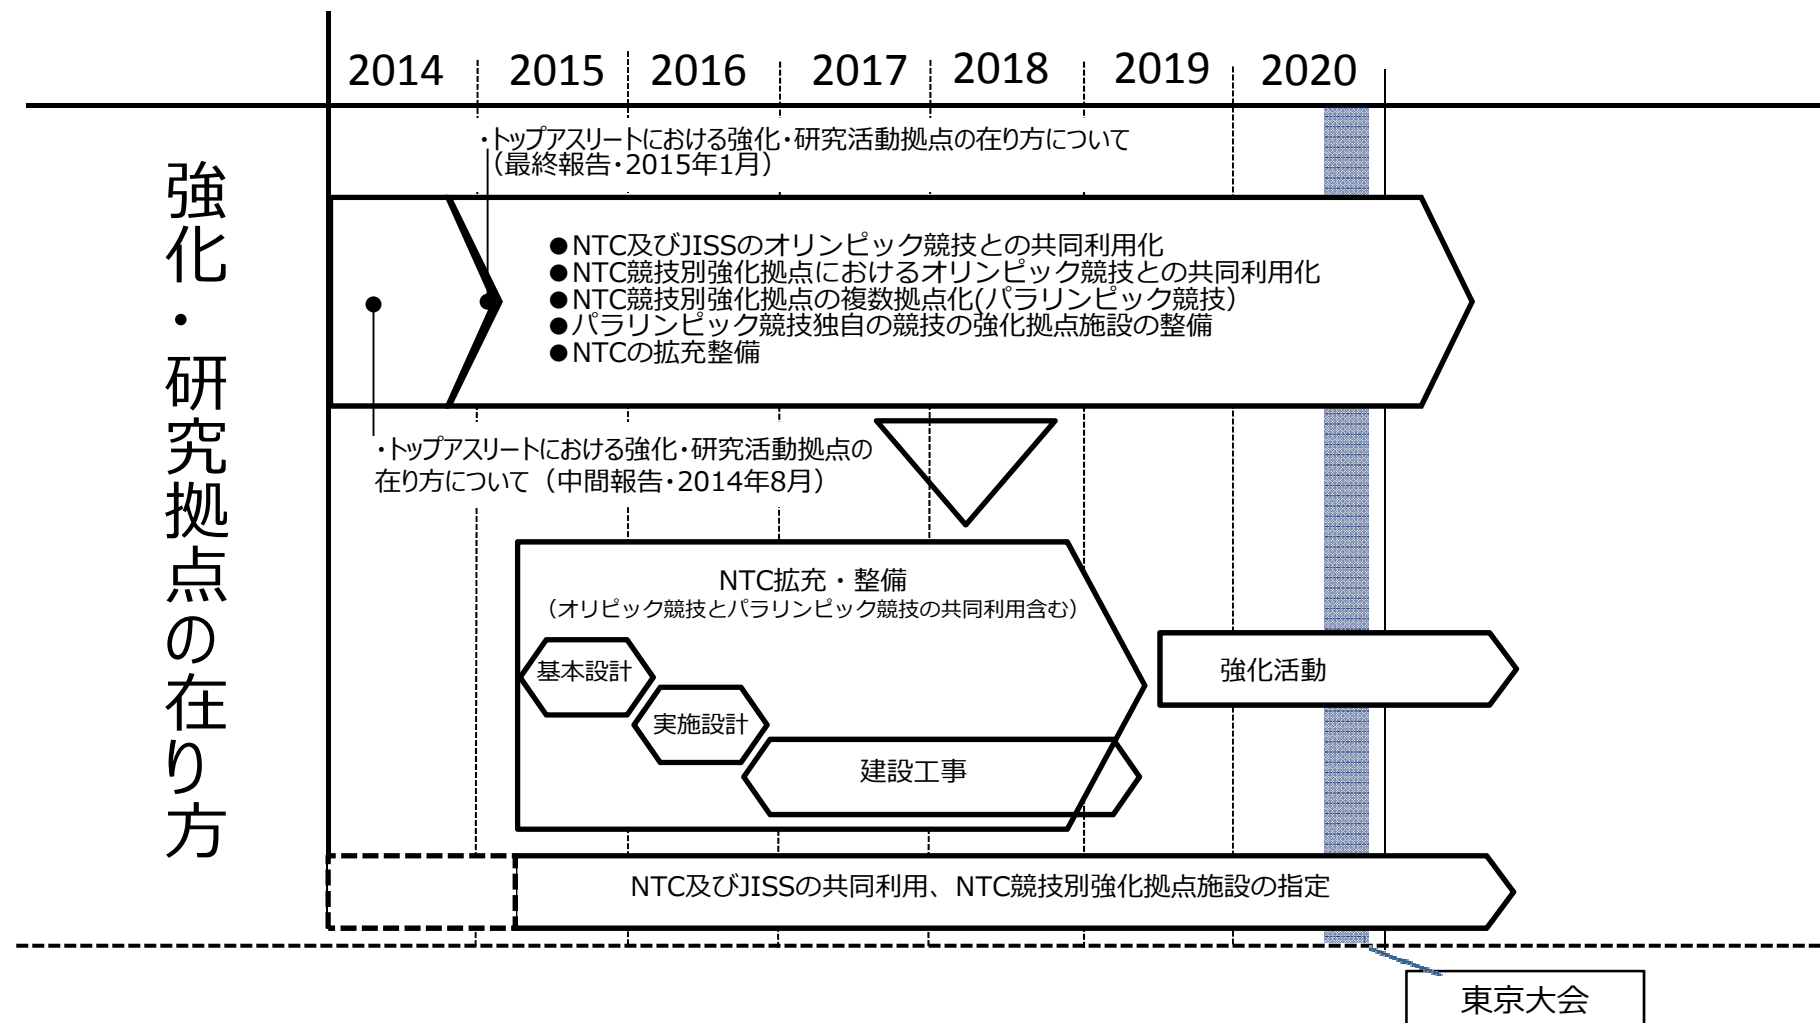 2014 2015 2016 2017 2018 2019 2020
強化・研究拠点の在り方
・トップアスリートにおける強化・研究活動拠点の在り方について
（最終報告・2015年1月）
●NTC及びJISSのオリンピック競技との共同利用化
●NTC競技別強化拠点におけるオリンピック競技との共同利用化
●NTC競技別強化拠点の複数拠点化(パラリンピック競技）
●パラリンピック競技独自の競技の強化拠点施設の整備
●NTCの拡充整備
・トップアスリートにおける強化・研究活動拠点の
在り方について（中間報告・2014年8月）
NTC拡充・整備
（オリピック競技とパラリンピック競技の共同利用含む）
基本設計
実施設計
建設工事
強化活動
NTC及びJISSの共同利用、NTC競技別強化拠点施設の指定
東京大会